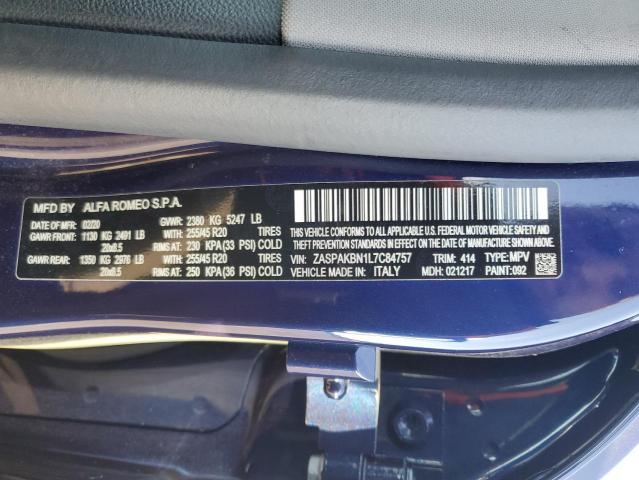 MFD BY ALFA ROMEO S.P.A.
DATE OF MFR: 02/20 GVWR: 2380 KG 5247 LB
GAWR FRONT: 1130 KG 2491 LB WITH: 255/45 R20 TIRES
20x8.5 RIMS AT: 230 KPA (33 PSI) COLD
GAWR REAR: 1350 KG 2976 LB WITH: 255/45 R20 TIRES
20x8.5 RIMS AT: 250 KPA (36 PSI) COLD
THIS VEHICLE CONFORMS TO ALL APPLICABLE U.S. FEDERAL MOTOR VEHICLE SAFETY,
BUMPER, AND THEFT PREVENTION STANDARDS IN EFFECT ON THE DATE OF MANUFACTURE SHOWN ABOVE.
VIN: ZASPAKBN1L7C84757 TRIM: 414 TYPE: MPV
VEHICLE MADE IN: ITALY MDH: 021217 PAINT: 092